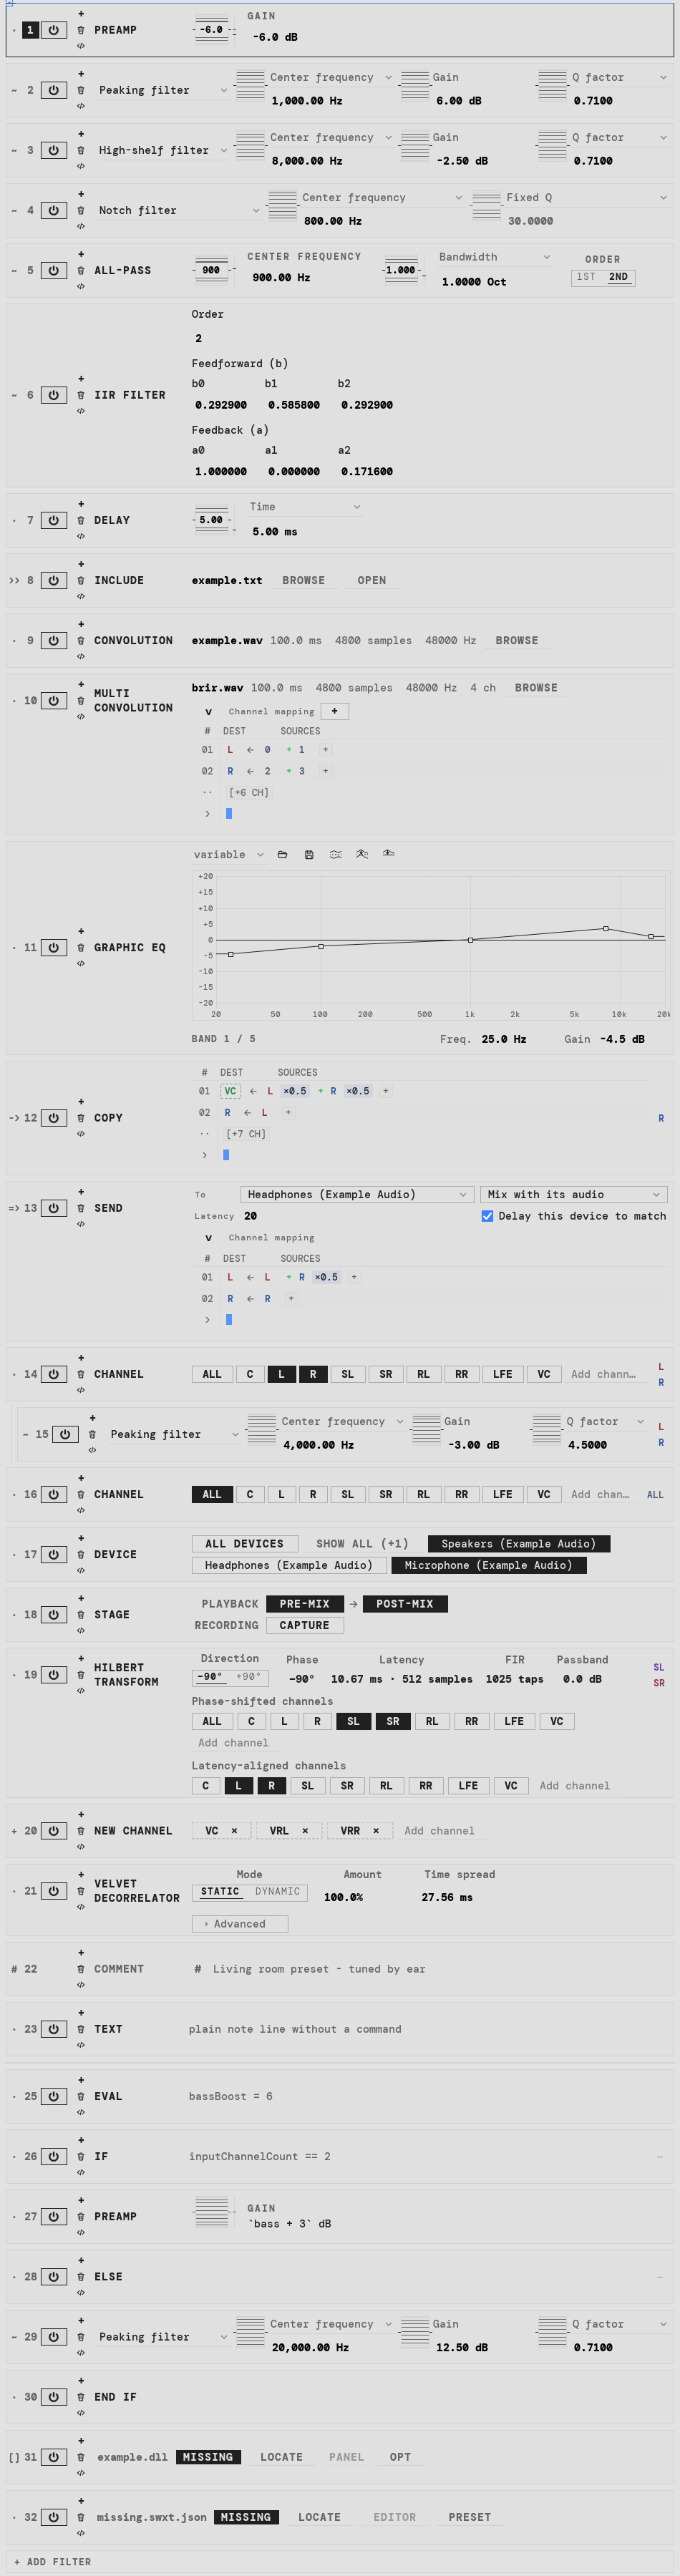 · 1 PREAMP -6.0 GAIN -6.0 dB
~ 2 Peaking filter Center frequency 1,000.00 Hz Gain 6.00 dB Q factor 0.7100
~ 3 High-shelf filter Center frequency 8,000.00 Hz Gain -2.50 dB Q factor 0.7100
~ 4 Notch filter Center frequency 800.00 Hz Fixed Q 30.0000
~ 5 ALL-PASS 900 CENTER FREQUENCY 900.00 Hz 1.000 Bandwidth 1.0000 Oct ORDER 1ST 2ND
~ 6 IIR FILTER
Order
2
Feedforward (b)
b0 b1 b2
0.292900 0.585800 0.292900
Feedback (a)
a0 a1 a2
1.000000 0.000000 0.171600
· 7 DELAY 5.00 Time 5.00 ms
>> 8 INCLUDE example.txt BROWSE OPEN
· 9 CONVOLUTION example.wav 100.0 ms 4800 samples 48000 Hz BROWSE
· 10 MULTI CONVOLUTION brir.wav 100.0 ms 4800 samples 48000 Hz 4 ch BROWSE
v Channel mapping +
# DEST SOURCES
01 L ← 0 + 1 +
02 R ← 2 + 3 +
·· [+6 CH]
>
· 11 GRAPHIC EQ variable
+20
+15
+10
+5
0
-5
-10
-15
-20
20 50 100 200 500 1k 2k 5k 10k 20k
BAND 1 / 5 Freq. 25.0 Hz Gain -4.5 dB
-> 12 COPY
# DEST SOURCES
01 VC ← L ×0.5 + R ×0.5 +
02 R ← L + R
·· [+7 CH]
>
=> 13 SEND
To Headphones (Example Audio) Mix with its audio
Latency 20 Delay this device to match
v Channel mapping
# DEST SOURCES
01 L ← L + R ×0.5 +
02 R ← R +
>
· 14 CHANNEL ALL C L R SL SR RL RR LFE VC Add chann… L R
~ 15 Peaking filter Center frequency 4,000.00 Hz Gain -3.00 dB Q factor 4.5000 L R
· 16 CHANNEL ALL C L R SL SR RL RR LFE VC Add chan… ALL
· 17 DEVICE ALL DEVICES SHOW ALL (+1) Speakers (Example Audio)
Headphones (Example Audio) Microphone (Example Audio)
· 18 STAGE PLAYBACK PRE-MIX → POST-MIX
RECORDING CAPTURE
· 19 HILBERT TRANSFORM
Direction Phase Latency FIR Passband
-90° +90° -90° 10.67 ms · 512 samples 1025 taps 0.0 dB SL SR
Phase-shifted channels
ALL C L R SL SR RL RR LFE VC
Add channel
Latency-aligned channels
C L R SL SR RL RR LFE VC Add channel
+ 20 NEW CHANNEL VC × VRL × VRR × Add channel
· 21 VELVET DECORRELATOR
Mode Amount Time spread
STATIC DYNAMIC 100.0% 27.56 ms
Advanced
# 22 COMMENT # Living room preset - tuned by ear
· 23 TEXT plain note line without a command
· 25 EVAL bassBoost = 6
· 26 IF inputChannelCount == 2 —
· 27 PREAMP GAIN `bass + 3` dB
· 28 ELSE —
~ 29 Peaking filter Center frequency 20,000.00 Hz Gain 12.50 dB Q factor 0.7100
· 30 END IF
[] 31 example.dll MISSING LOCATE PANEL OPT
· 32 missing.swxt.json MISSING LOCATE EDITOR PRESET
+ ADD FILTER